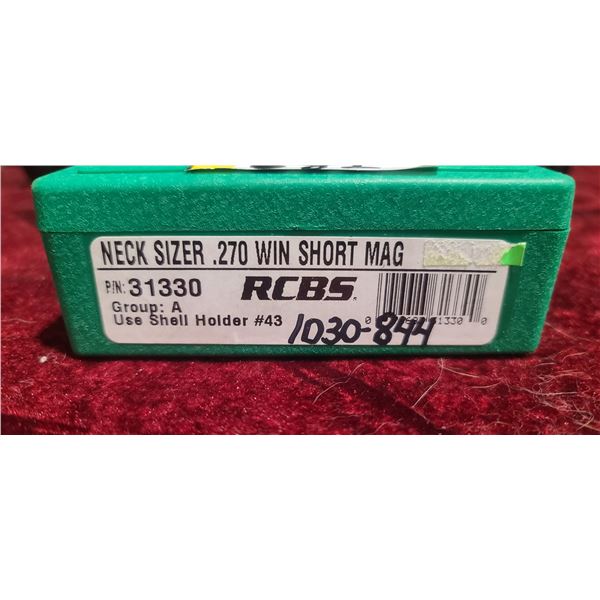 NECK SIZER .270 WIN SHORT MAG
P/N: 31330
RCBS
Group: A
Use Shell Holder #43
1030-844